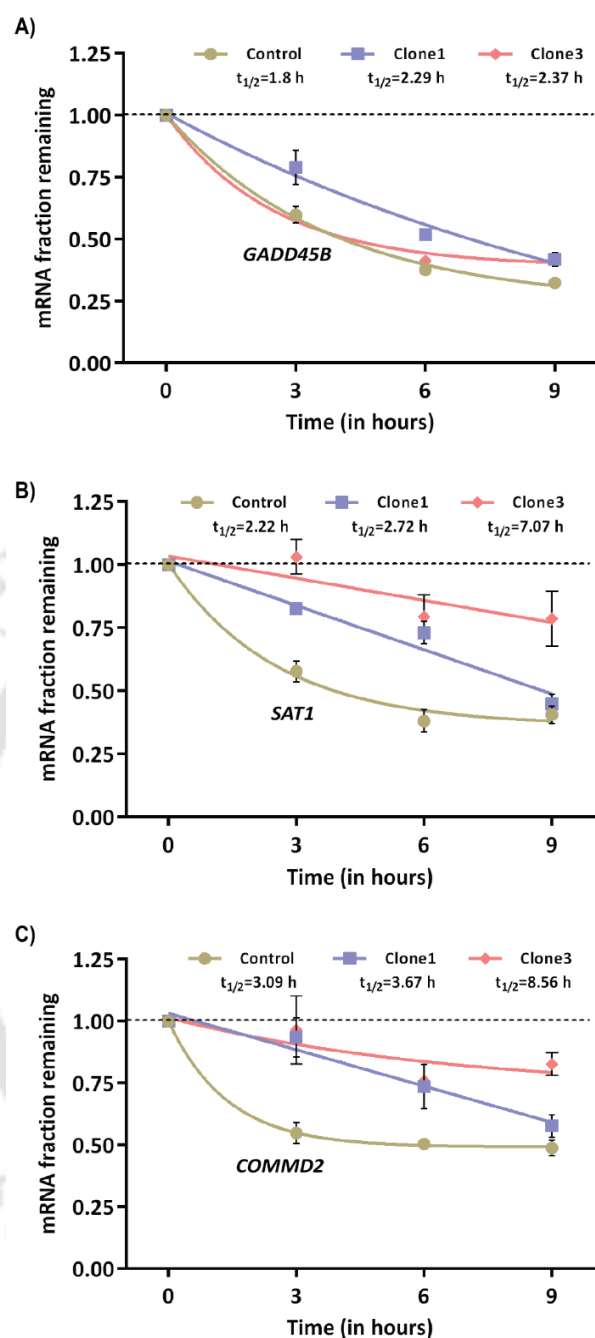 A)
Control Clone1 Clone3
t1/2=1.8 h t1/2=2.29 h t1/2=2.37 h
mRNA fraction remaining
1.25
1.00
0.75
0.50
0.25
0.00
GADD45B
0 3 6 9
Time (in hours)
B)
Control Clone1 Clone3
t1/2=2.22 h t1/2=2.72 h t1/2=7.07 h
mRNA fraction remaining
1.25
1.00
0.75
0.50
0.25
0.00
SAT1
0 3 6 9
Time (in hours)
C)
Control Clone1 Clone3
t1/2=3.09 h t1/2=3.67 h t1/2=8.56 h
mRNA fraction remaining
1.25
1.00
0.75
0.50
0.25
0.00
COMMD2
0 3 6 9
Time (in hours)